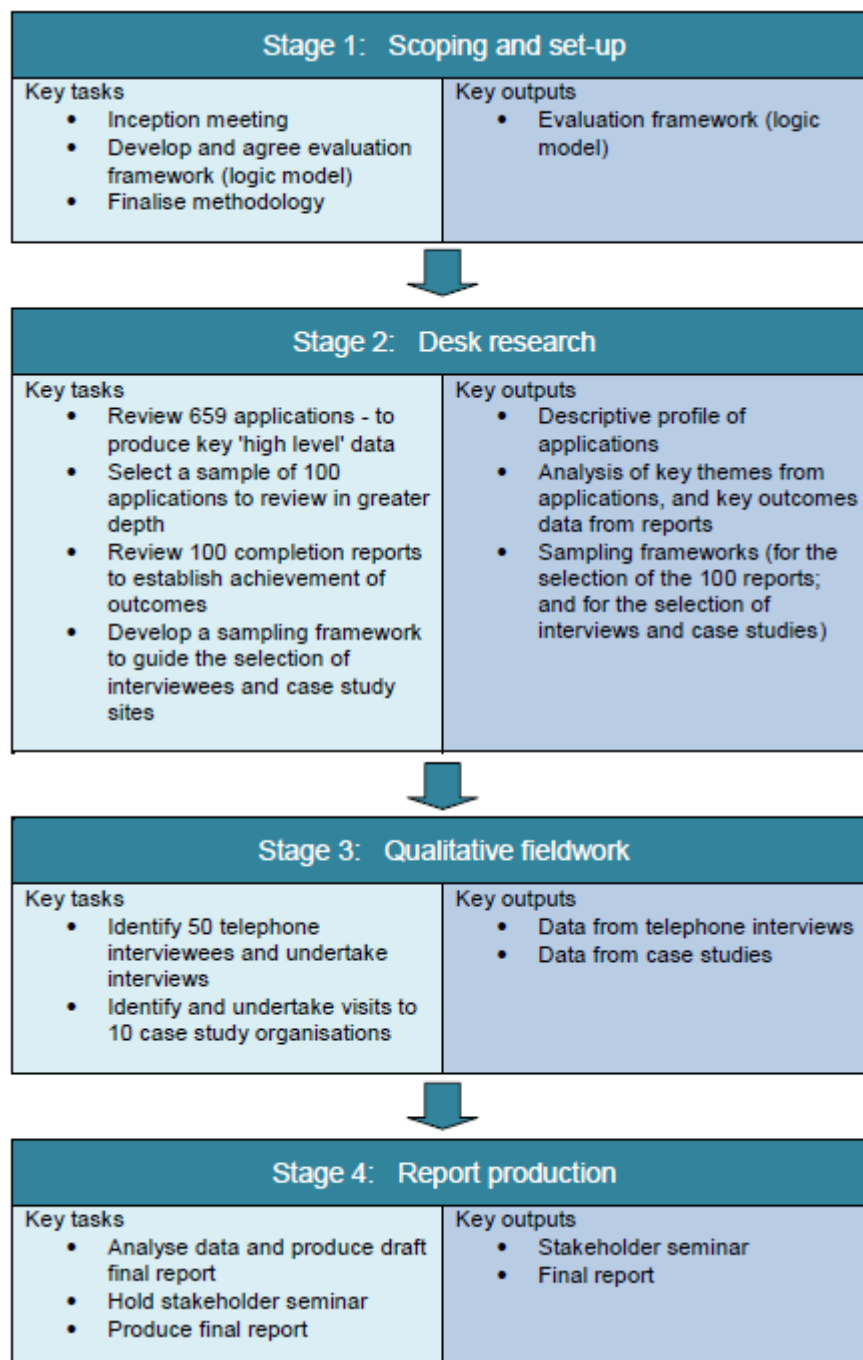 Stage 1: Scoping and set-up
Key tasks
• Inception meeting
• Develop and agree evaluation
framework (logic model)
• Finalise methodology
Key outputs
• Evaluation framework (logic
model)
Stage 2: Desk research
Key tasks
• Review 659 applications - to
produce key 'high level' data
• Select a sample of 100
applications to review in greater
depth
• Review 100 completion reports
to establish achievement of
outcomes
• Develop a sampling framework
to guide the selection of
interviewees and case study
sites
Key outputs
• Descriptive profile of
applications
• Analysis of key themes from
applications, and key outcomes
data from reports
• Sampling frameworks (for the
selection of the 100 reports;
and for the selection of
interviews and case studies)
Stage 3: Qualitative fieldwork
Key tasks
• Identify 50 telephone
interviewees and undertake
interviews
• Identify and undertake visits to
10 case study organisations
Key outputs
• Data from telephone interviews
• Data from case studies
Stage 4: Report production
Key tasks
• Analyse data and produce draft
final report
• Hold stakeholder seminar
• Produce final report
Key outputs
• Stakeholder seminar
• Final report